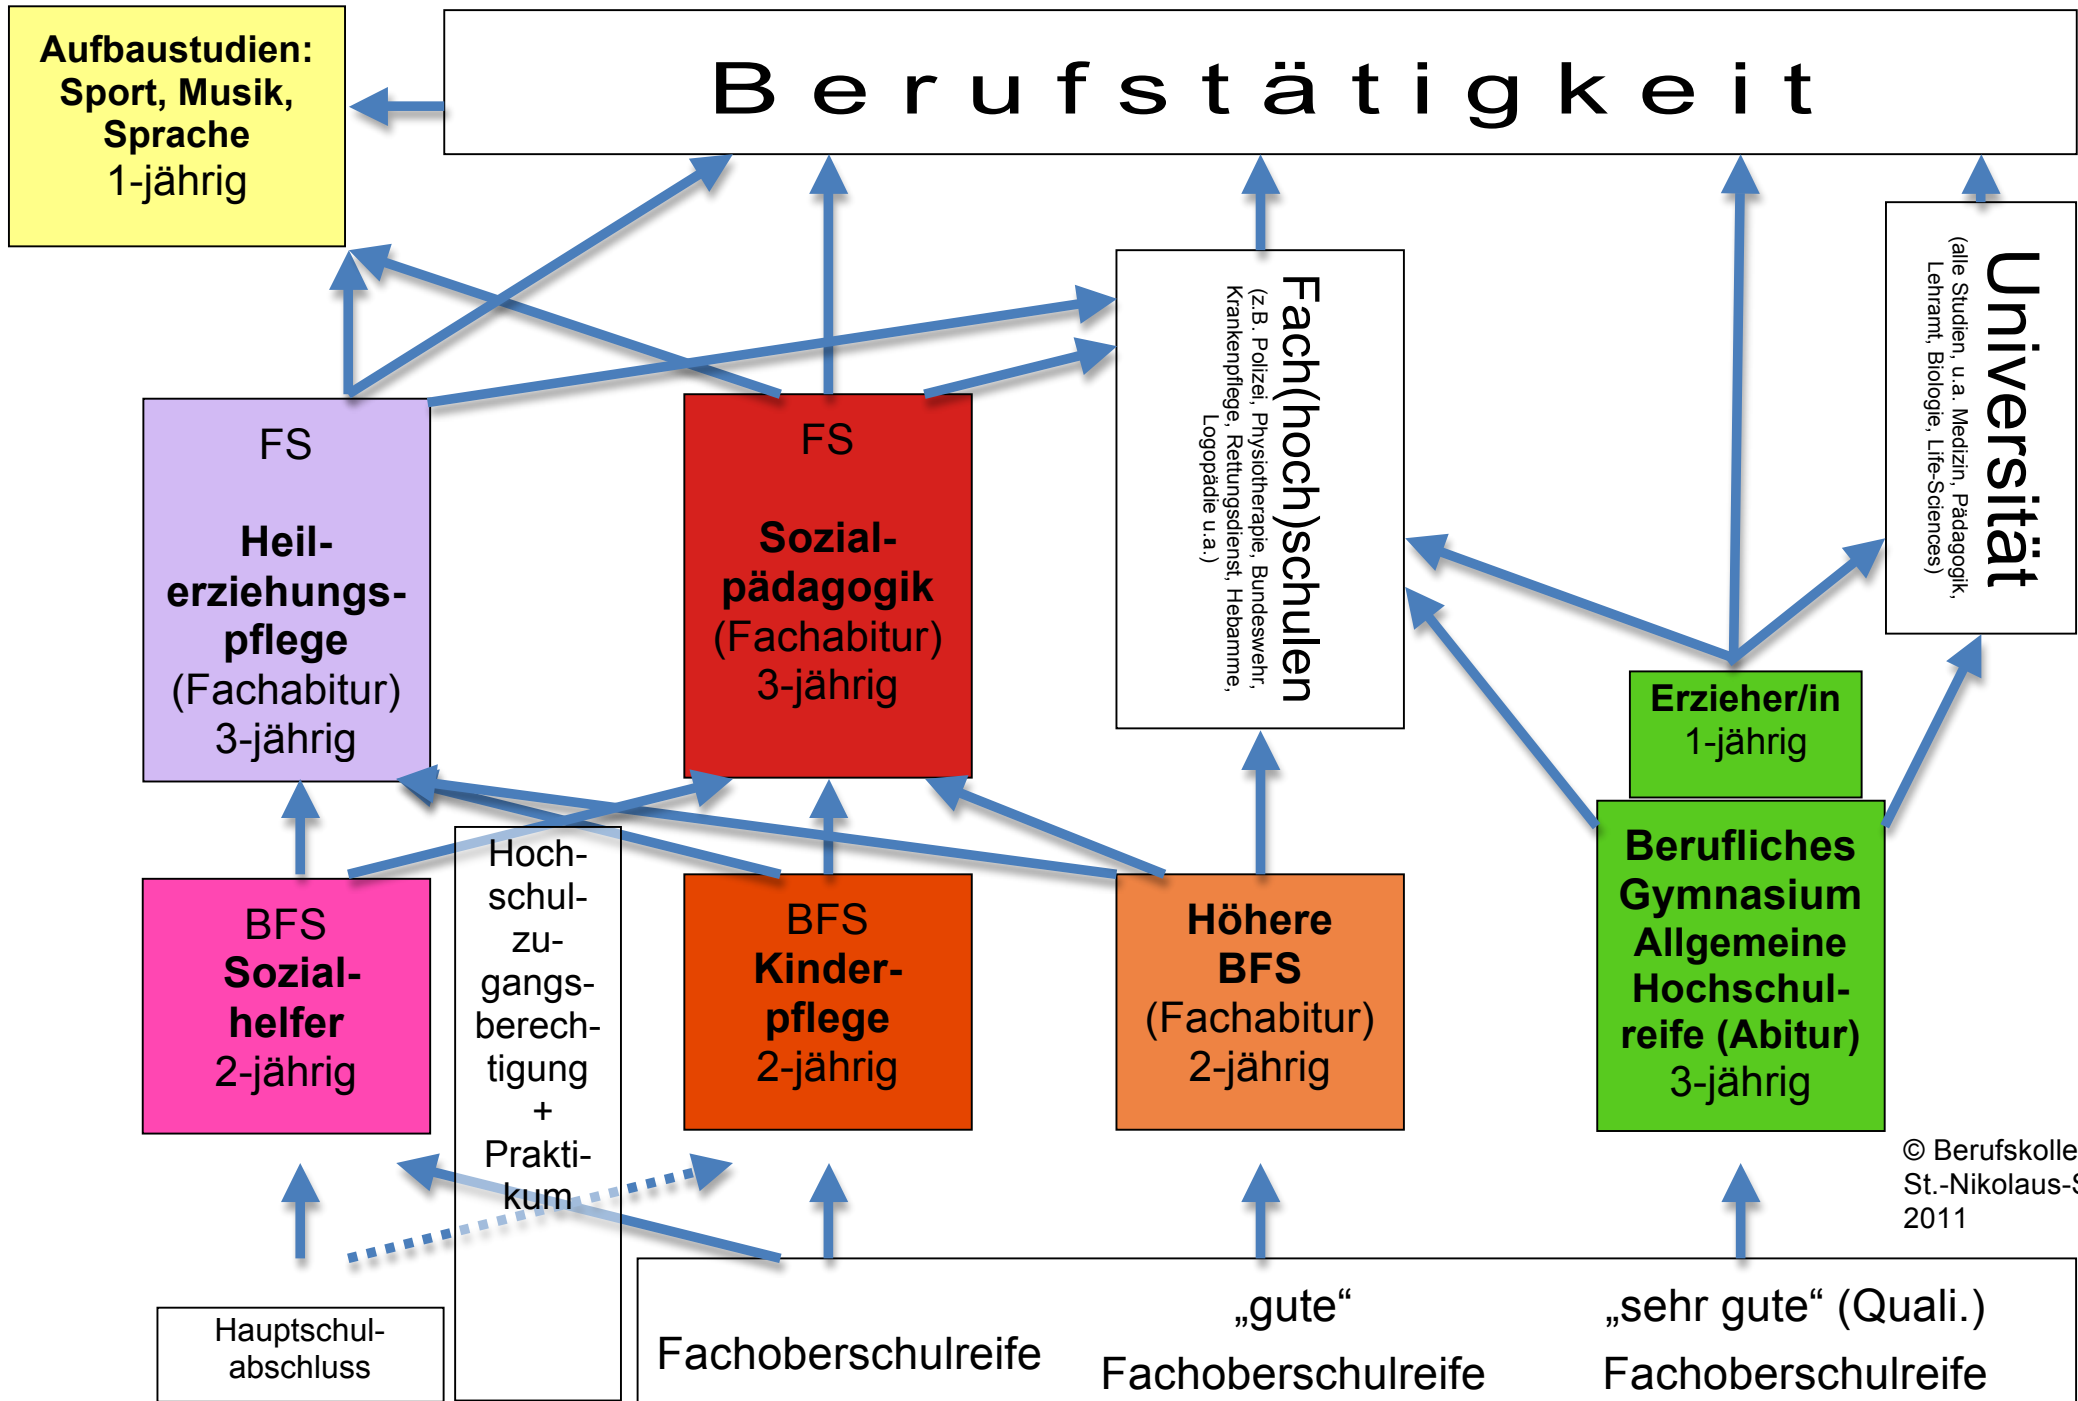 Aufbaustudien:
Sport, Musik,
Sprache
1-jährig
Berufstätigkeit
Universität
(alle Studien, u.a. Medizin, Pädagogik,
Lehramt, Biologie, Life-Sciences)
Fach(hoch)schulen
(z.B. Polizei, Physiotherapie, Bundeswehr,
Krankenpflege, Rettungsdienst, Hebamme,
Logopädie u.a.)
FS
Heil-
erziehungs-
pflege
(Fachabitur)
3-jährig
FS
Sozial-
pädagogik
(Fachabitur)
3-jährig
Erzieher/in
1-jährig
BFS
Sozial-
helfer
2-jährig
Hoch-
schul-
zu-
gangs-
berech-
tigung
+
Prakti-
kum
BFS
Kinder-
pflege
2-jährig
Höhere
BFS
(Fachabitur)
2-jährig
Berufliches
Gymnasium
Allgemeine
Hochschul-
reife (Abitur)
3-jährig
© Berufskolle
St.-Nikolaus-S
2011
Hauptschul-
abschluss
Fachoberschulreife
„gute“
Fachoberschulreife
„sehr gute“ (Quali.)
Fachoberschulreife